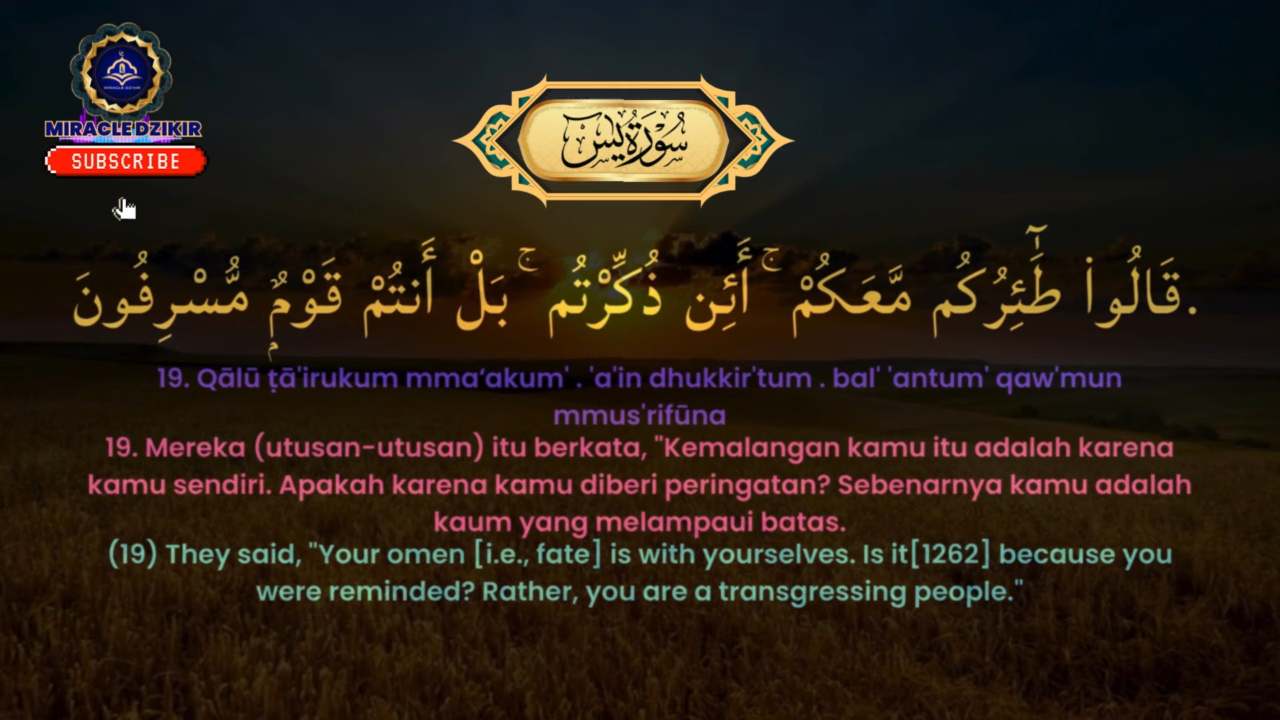 MIRACLE DZIKIR
MIRACLE DZIKIR
SUBSCRIBE
سُورَةُ يس
قَالُوا۟ طَٰٓئِرُكُم مَّعَكُمْ ۚ أَئِن ذُكِّرْتُم ۚ بَلْ أَنتُمْ قَوْمٌۭ مُّسْرِفُونَ.
19. Qālū ṭā'irukum mma‘akum' . 'a'in dhukkir'tum . bal' 'antum' qaw'mun
mmus'rifūna
19. Mereka (utusan-utusan) itu berkata, "Kemalangan kamu itu adalah karena
kamu sendiri. Apakah karena kamu diberi peringatan? Sebenarnya kamu adalah
kaum yang melampaui batas.
(19) They said, "Your omen [i.e., fate] is with yourselves. Is it[1262] because you
were reminded? Rather, you are a transgressing people."